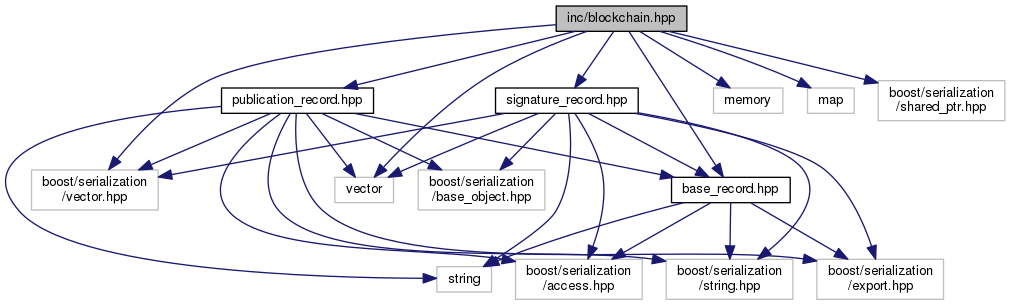 inc/blockchain.hpp
publication_record.hpp
signature_record.hpp
memory
map
boost/serialization
/shared_ptr.hpp
boost/serialization
/vector.hpp
vector
boost/serialization
/base_object.hpp
base_record.hpp
string
boost/serialization
/access.hpp
boost/serialization
/string.hpp
boost/serialization
/export.hpp